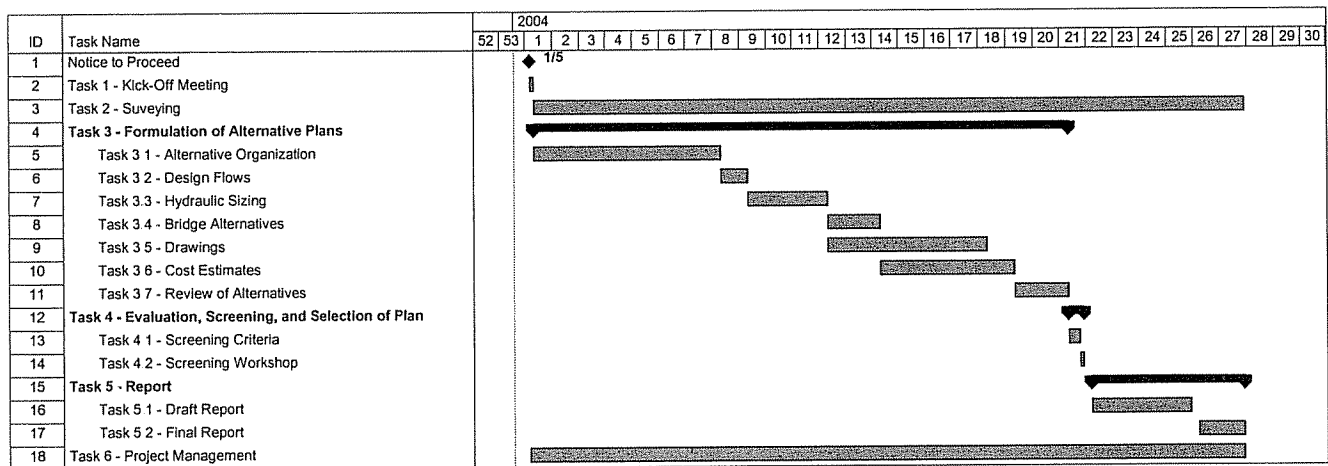 2004
ID Task Name 52 53 1 2 3 4 5 6 7 8 9 10 11 12 13 14 15 16 17 18 19 20 21 22 23 24 25 26 27 28 29 30
1 Notice to Proceed 1/5
2 Task 1 - Kick-Off Meeting
3 Task 2 - Suveying
4 Task 3 - Formulation of Alternative Plans
5 Task 3 1 - Alternative Organization
6 Task 3 2 - Design Flows
7 Task 3.3 - Hydraulic Sizing
8 Task 3.4 - Bridge Alternatives
9 Task 3 5 - Drawings
10 Task 3 6 - Cost Estimates
11 Task 3 7 - Review of Alternatives
12 Task 4 - Evaluation, Screening, and Selection of Plan
13 Task 4 1 - Screening Criteria
14 Task 4.2 - Screening Workshop
15 Task 5 - Report
16 Task 5 1 - Draft Report
17 Task 5 2 - Final Report
18 Task 6 - Project Management